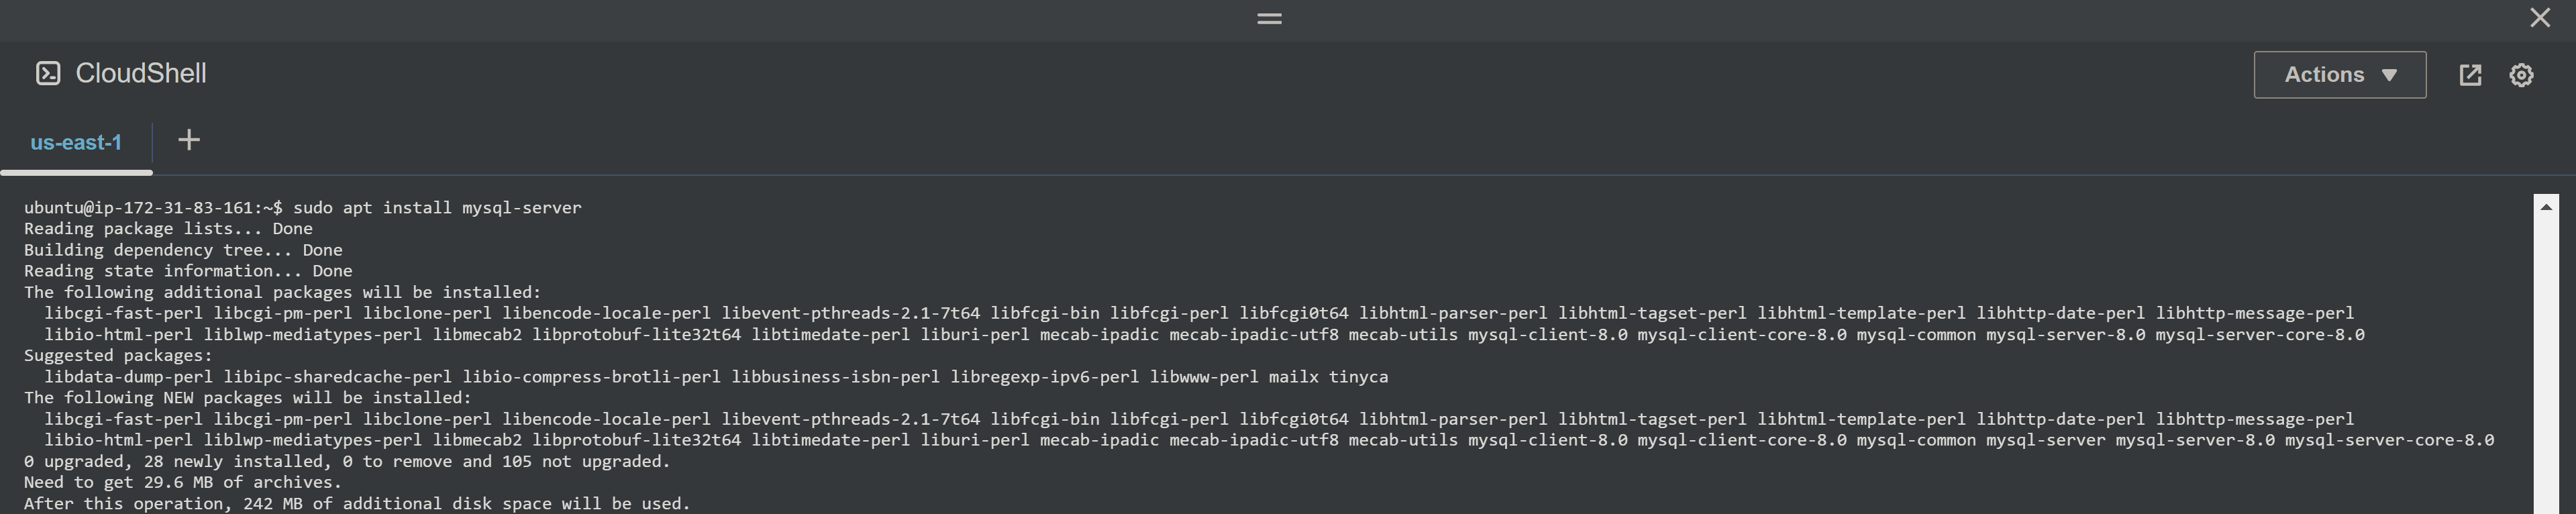 CloudShell
Actions
us-east-1
ubuntu@ip-172-31-83-161:~$ sudo apt install mysql-server
Reading package lists... Done
Building dependency tree... Done
Reading state information... Done
The following additional packages will be installed:
  libcgi-fast-perl libcgi-pm-perl libclone-perl libencode-locale-perl libevent-pthreads-2.1-7t64 libfcgi-bin libfcgi-perl libfcgi0t64 libhtml-parser-perl libhtml-tagset-perl libhtml-template-perl libhttp-date-perl libhttp-message-perl
  libio-html-perl liblwp-mediatypes-perl libmecab2 libprotobuf-lite32t64 libtimedate-perl liburi-perl mecab-ipadic mecab-ipadic-utf8 mecab-utils mysql-client-8.0 mysql-client-core-8.0 mysql-common mysql-server-8.0 mysql-server-core-8.0
Suggested packages:
  libdata-dump-perl libipc-sharedcache-perl libio-compress-brotli-perl libbusiness-isbn-perl libregexp-ipv6-perl libwww-perl mailx tinyca
The following NEW packages will be installed:
  libcgi-fast-perl libcgi-pm-perl libclone-perl libencode-locale-perl libevent-pthreads-2.1-7t64 libfcgi-bin libfcgi-perl libfcgi0t64 libhtml-parser-perl libhtml-tagset-perl libhtml-template-perl libhttp-date-perl libhttp-message-perl
  libio-html-perl liblwp-mediatypes-perl libmecab2 libprotobuf-lite32t64 libtimedate-perl liburi-perl mecab-ipadic mecab-ipadic-utf8 mecab-utils mysql-client-8.0 mysql-client-core-8.0 mysql-common mysql-server mysql-server-8.0 mysql-server-core-8.0
0 upgraded, 28 newly installed, 0 to remove and 105 not upgraded.
Need to get 29.6 MB of archives.
After this operation, 242 MB of additional disk space will be used.